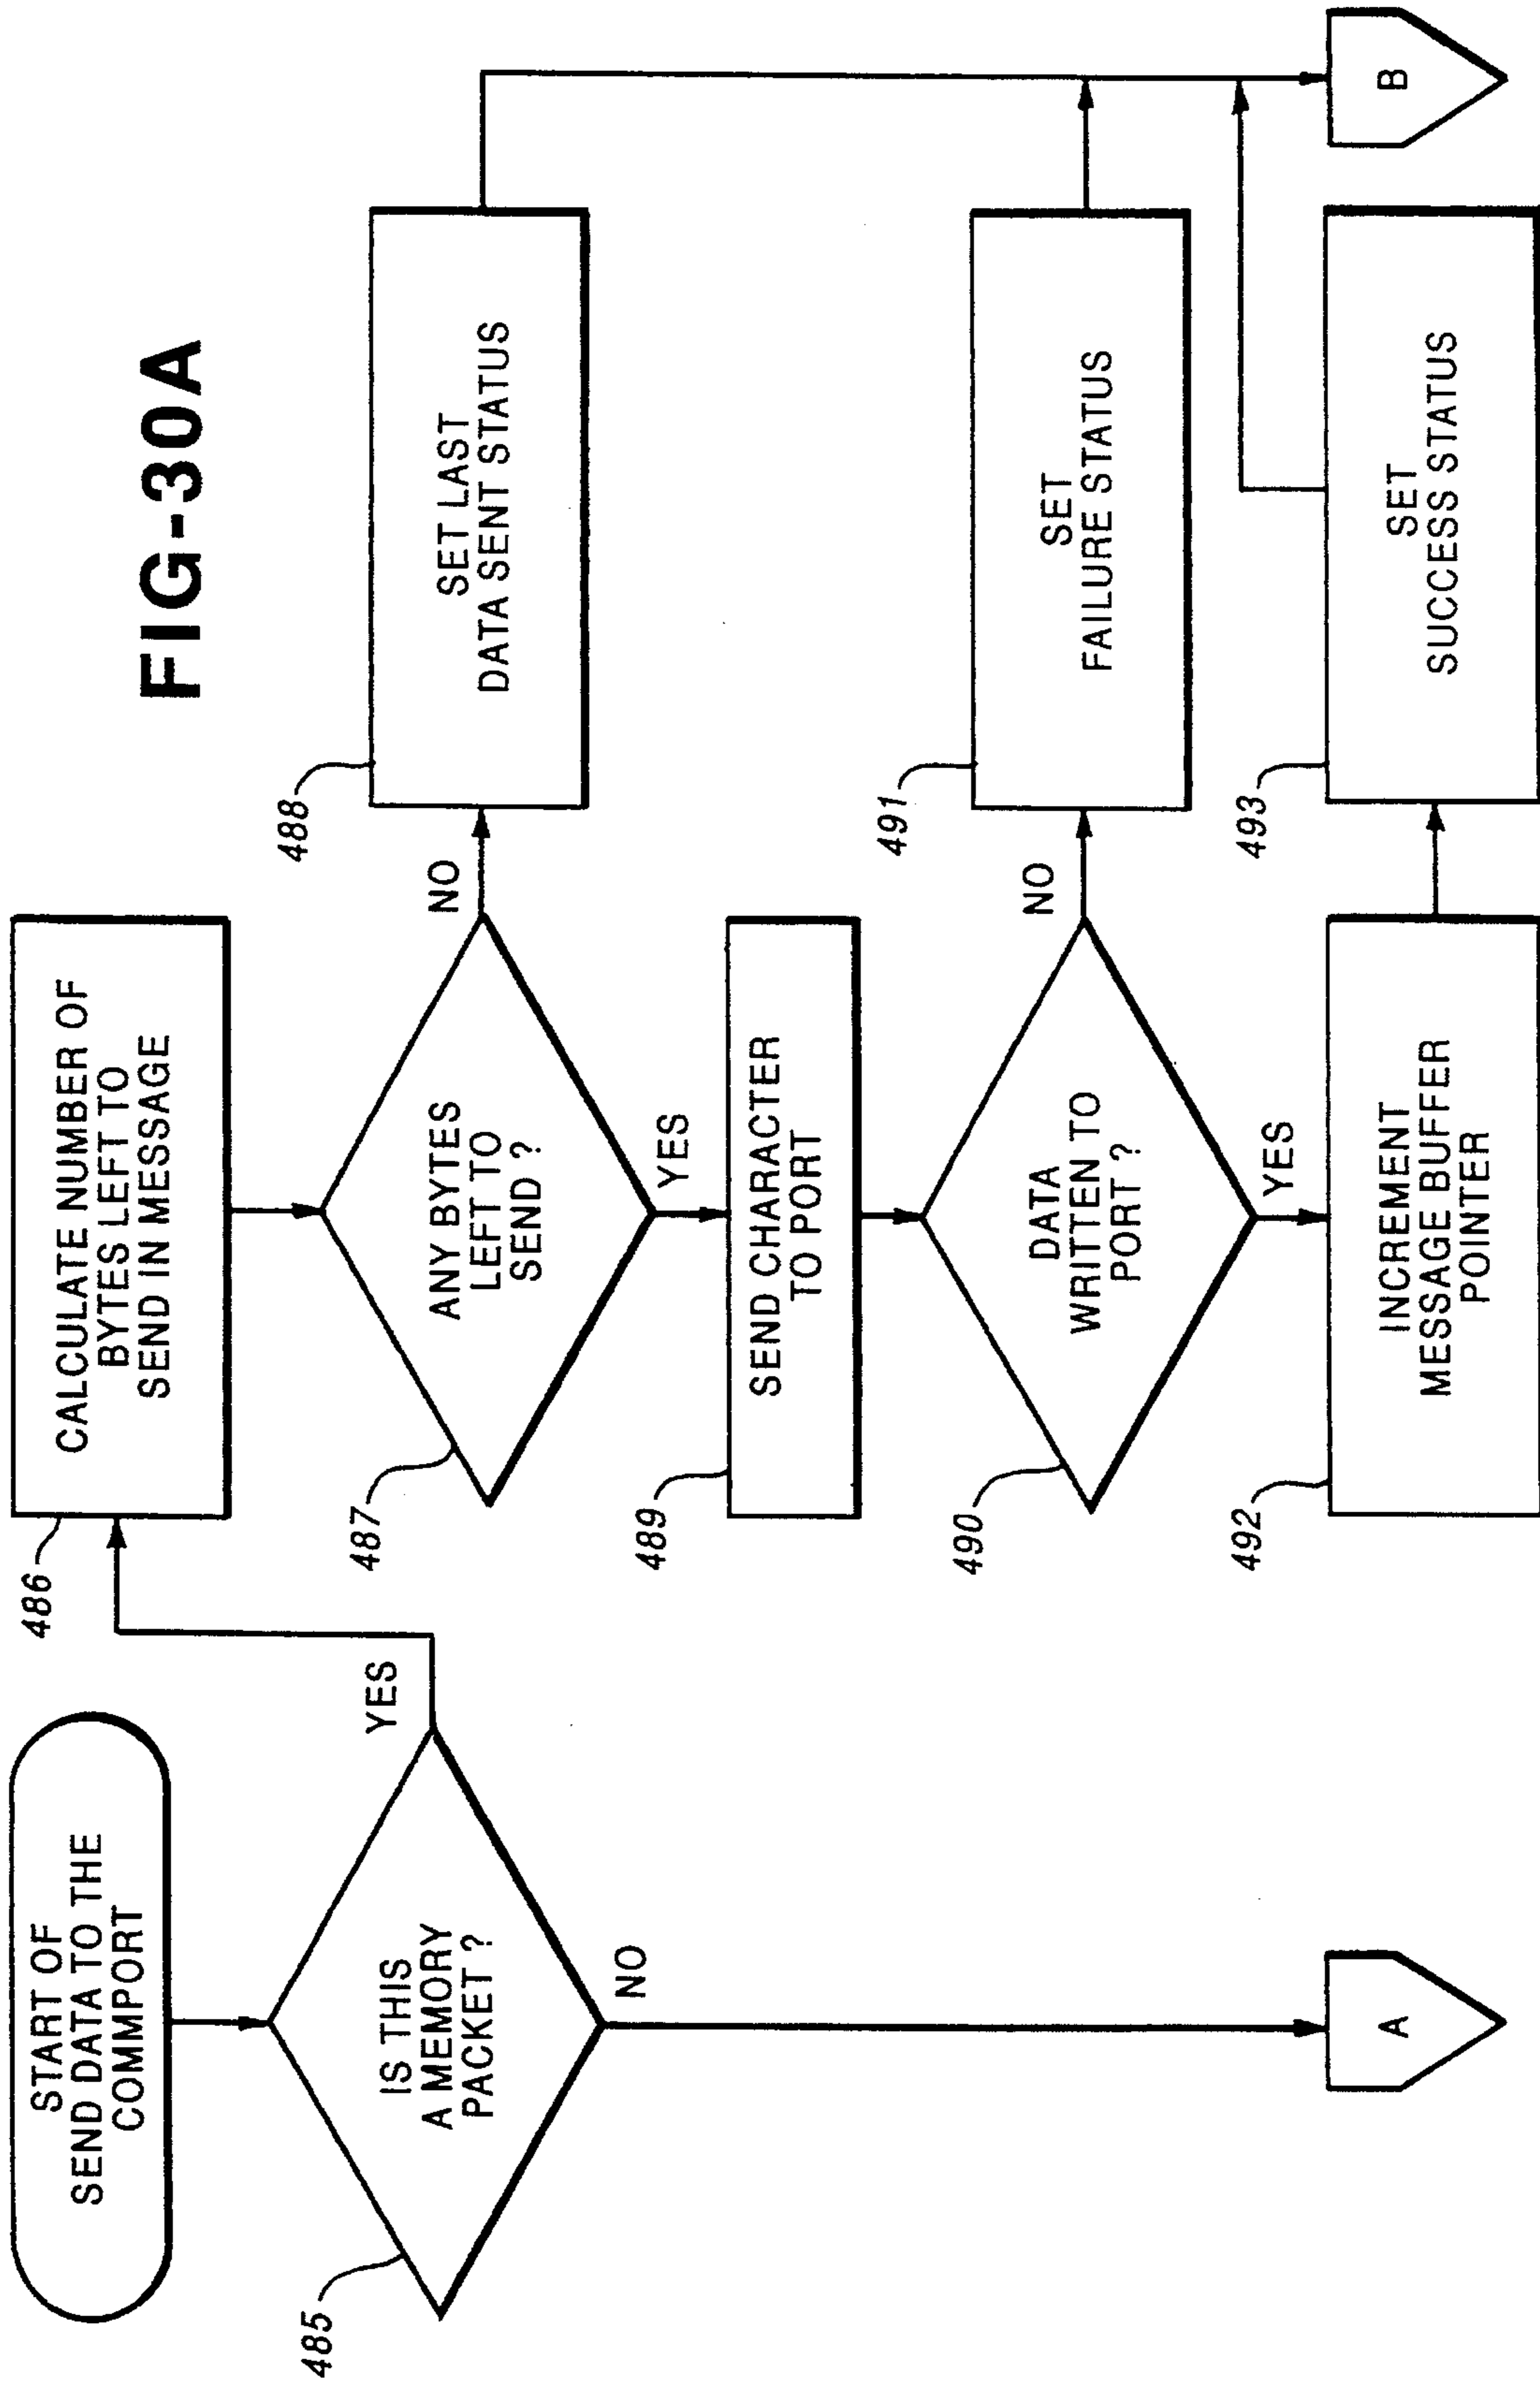 FIG-30A
START OF
SEND DATA TO THE
COMMPORT
485
IS THIS
A MEMORY
PACKET ?
YES
NO
A
486
CALCULATE NUMBER OF
BYTES LEFT TO
SEND IN MESSAGE
487
ANY BYTES
LEFT TO
SEND ?
NO
YES
488
SET LAST
DATA SENT STATUS
489
SEND CHARACTER
TO PORT
490
DATA
WRITTEN TO
PORT ?
NO
YES
491
SET
FAILURE STATUS
492
INCREMENT
MESSAGE BUFFER
POINTER
493
SET
SUCCESS STATUS
B